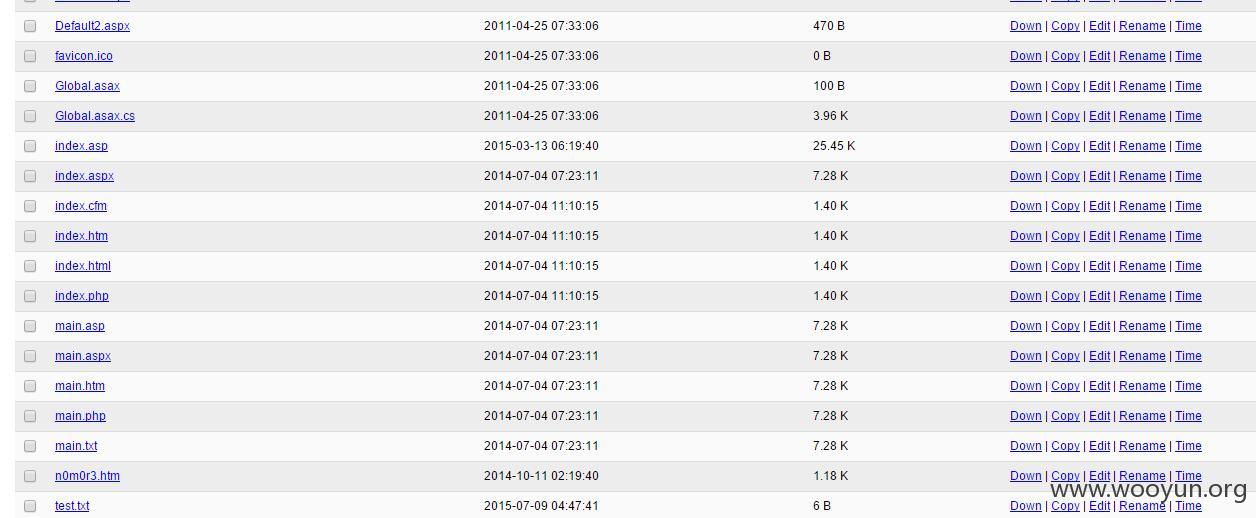 Default2.aspx 2011-04-25 07:33:06 470 B Down | Copy | Edit | Rename | Time
favicon.ico 2011-04-25 07:33:06 0 B Down | Copy | Edit | Rename | Time
Global.asax 2011-04-25 07:33:06 100 B Down | Copy | Edit | Rename | Time
Global.asax.cs 2011-04-25 07:33:06 3.96 K Down | Copy | Edit | Rename | Time
index.asp 2015-03-13 06:19:40 25.45 K Down | Copy | Edit | Rename | Time
index.aspx 2014-07-04 07:23:11 7.28 K Down | Copy | Edit | Rename | Time
index.cfm 2014-07-04 11:10:15 1.40 K Down | Copy | Edit | Rename | Time
index.htm 2014-07-04 11:10:15 1.40 K Down | Copy | Edit | Rename | Time
index.html 2014-07-04 11:10:15 1.40 K Down | Copy | Edit | Rename | Time
index.php 2014-07-04 11:10:15 1.40 K Down | Copy | Edit | Rename | Time
main.asp 2014-07-04 07:23:11 7.28 K Down | Copy | Edit | Rename | Time
main.aspx 2014-07-04 07:23:11 7.28 K Down | Copy | Edit | Rename | Time
main.htm 2014-07-04 07:23:11 7.28 K Down | Copy | Edit | Rename | Time
main.php 2014-07-04 07:23:11 7.28 K Down | Copy | Edit | Rename | Time
main.txt 2014-07-04 07:23:11 7.28 K Down | Copy | Edit | Rename | Time
n0m0r3.htm 2014-10-11 02:19:40 1.18 K Down | Copy | Edit | Rename | Time
www.wooyun.org
test.txt 2015-07-09 04:47:41 6 B Down | Copy | Edit | Rename | Time